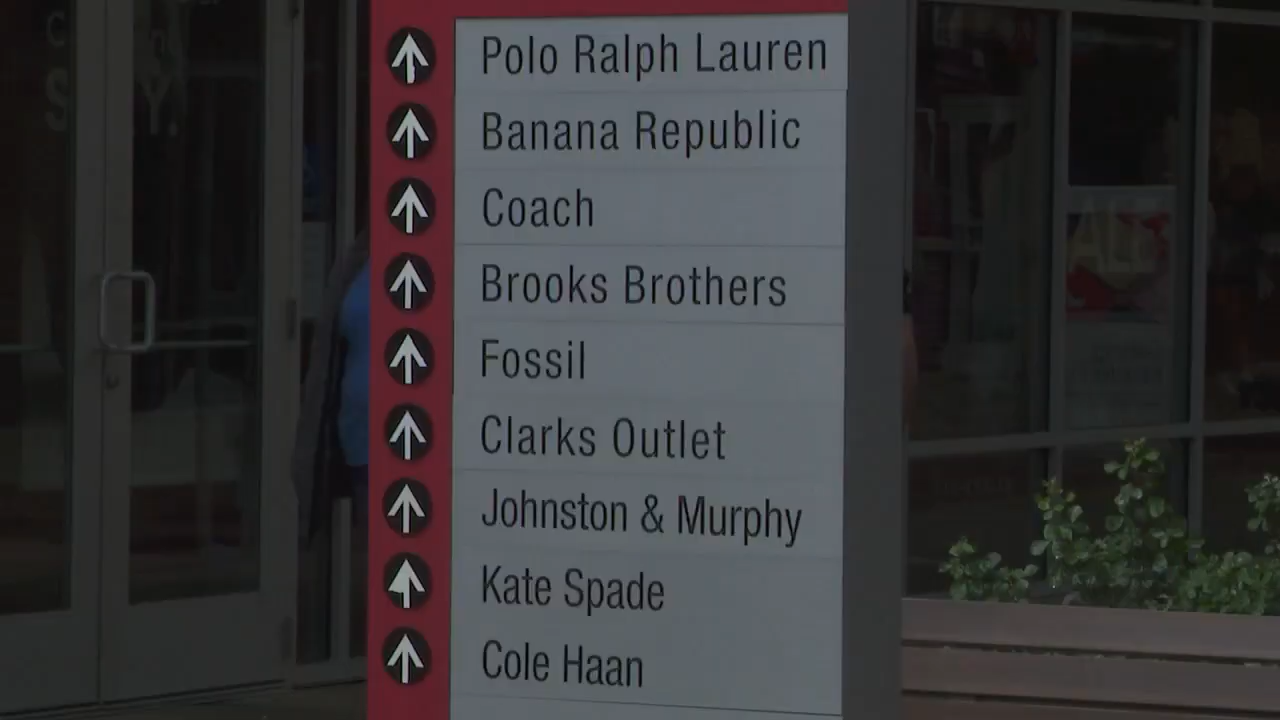 Polo Ralph Lauren
Banana Republic
Coach
Brooks Brothers
Fossil
Clarks Outlet
Johnston & Murphy
Kate Spade
Cole Haan